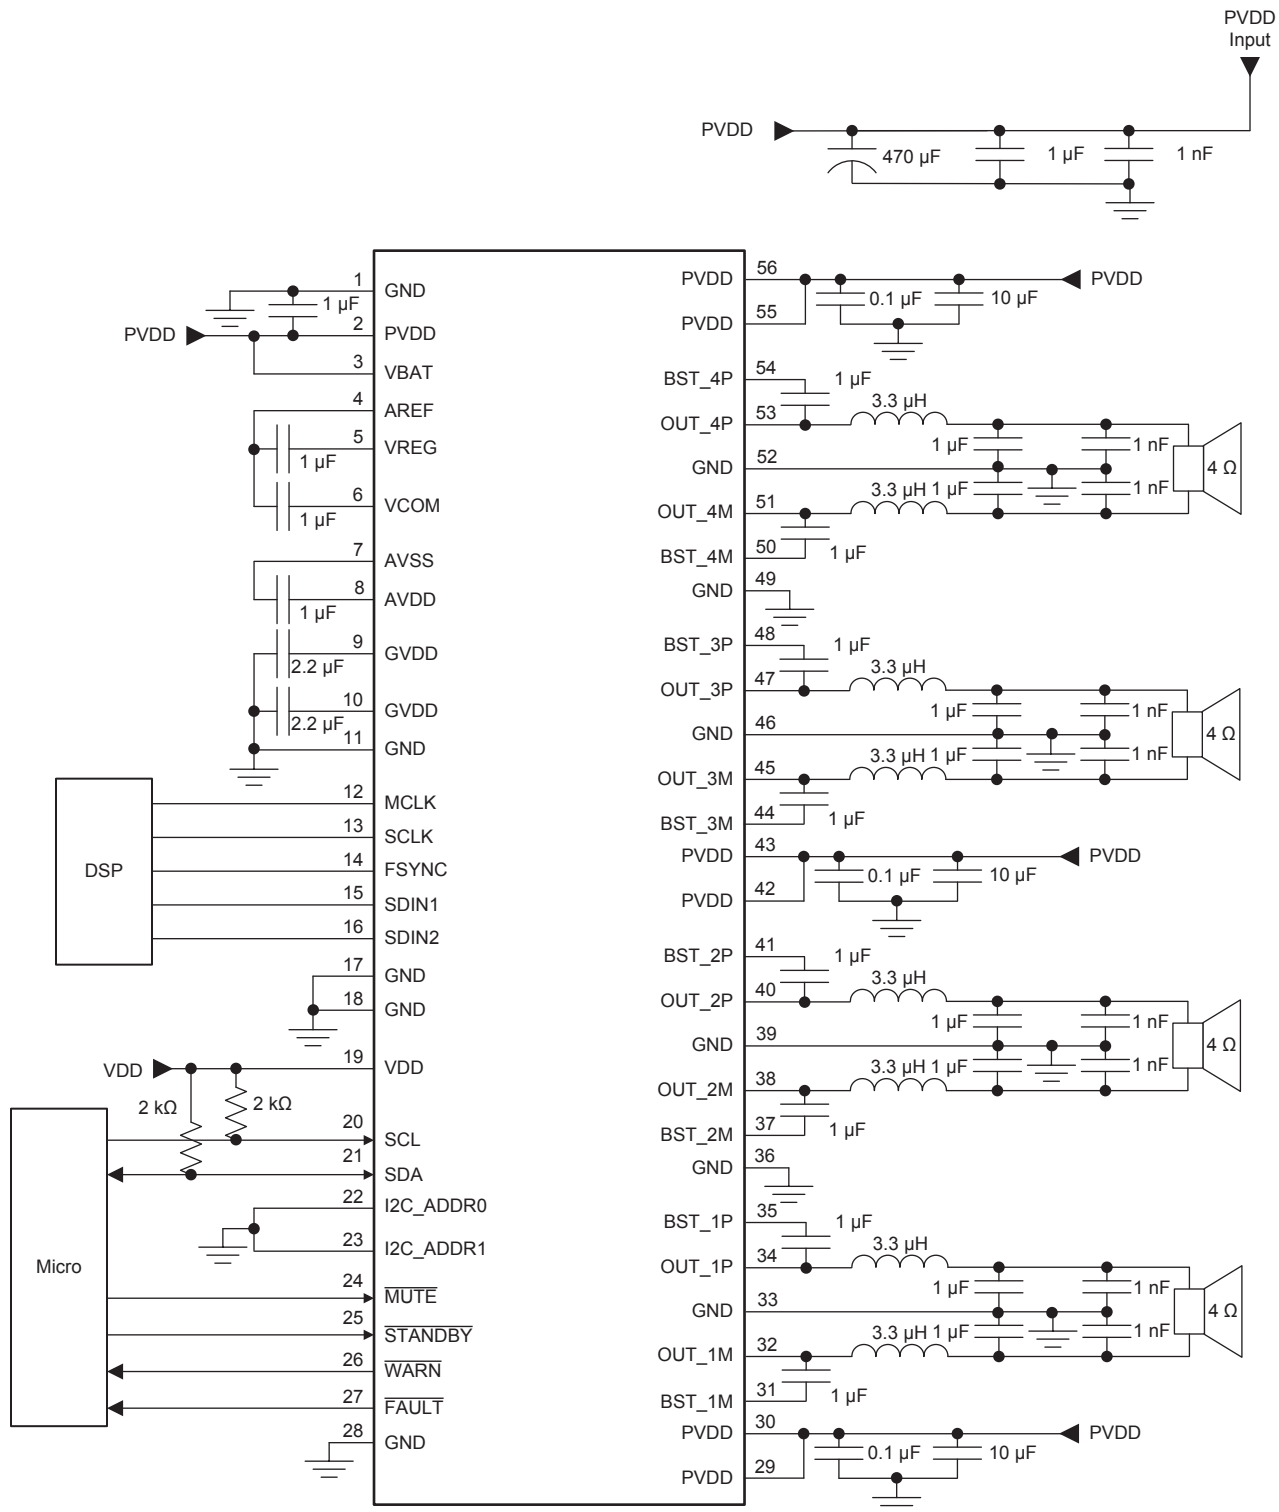 PVDD
Input
PVDD
470 µF
1 µF
1 nF
1
GND
1 µF
PVDD
2
PVDD
3
VBAT
4
AREF
5
VREG
1 µF
6
VCOM
1 µF
7
AVSS
8
AVDD
1 µF
9
GVDD
2.2 µF
10
GVDD
2.2 µF
11
GND
DSP
12
MCLK
13
SCLK
14
FSYNC
15
SDIN1
16
SDIN2
17
GND
18
GND
VDD
19
VDD
2 kΩ
2 kΩ
20
SCL
21
SDA
22
I2C_ADDR0
23
I2C_ADDR1
Micro
24
MUTE
25
STANDBY
26
WARN
27
FAULT
28
GND
PVDD
56
PVDD
0.1 µF
10 µF
PVDD
55
BST_4P
54
1 µF
3.3 µH
OUT_4P
53
1 µF
1 nF
GND
52
4 Ω
3.3 µH
1 µF
1 nF
OUT_4M
51
BST_4M
50
1 µF
GND
49
BST_3P
48
1 µF
3.3 µH
OUT_3P
47
1 µF
1 nF
GND
46
4 Ω
3.3 µH
1 µF
1 nF
OUT_3M
45
BST_3M
44
1 µF
PVDD
43
PVDD
0.1 µF
10 µF
PVDD
42
BST_2P
41
1 µF
3.3 µH
OUT_2P
40
1 µF
1 nF
GND
39
4 Ω
3.3 µH
1 µF
1 nF
OUT_2M
38
BST_2M
37
1 µF
GND
36
BST_1P
35
1 µF
3.3 µH
OUT_1P
34
1 µF
1 nF
GND
33
4 Ω
3.3 µH
1 µF
1 nF
OUT_1M
32
BST_1M
31
1 µF
PVDD
30
PVDD
0.1 µF
10 µF
PVDD
29